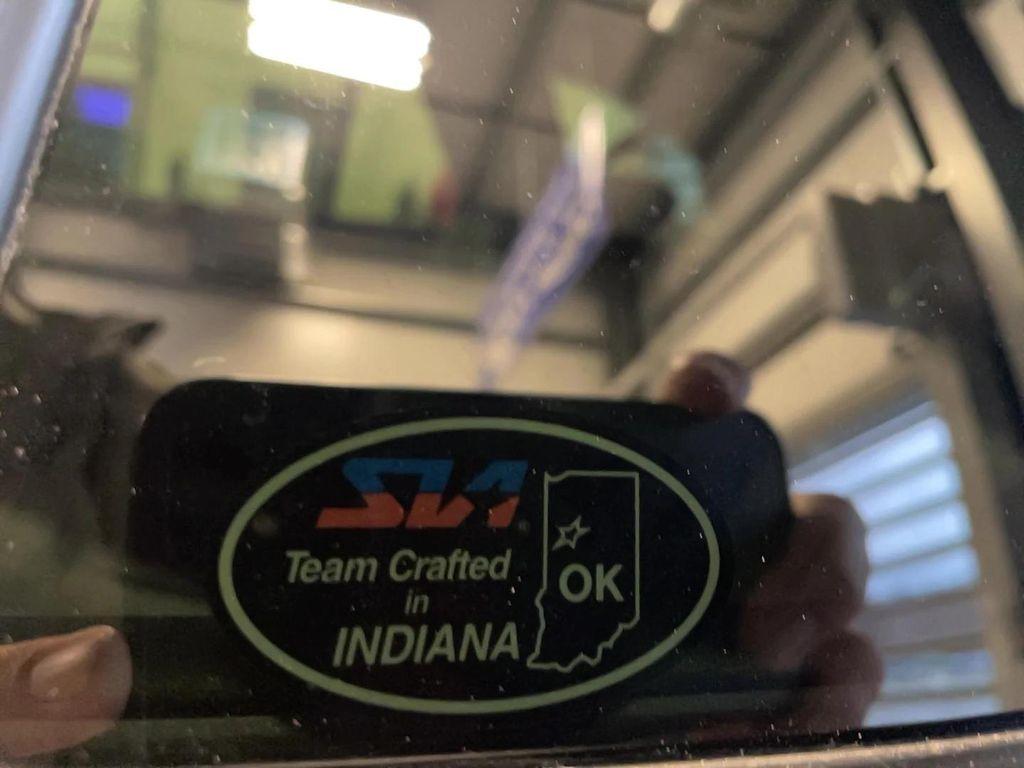 SIA®
Team Crafted
in
INDIANA
OK